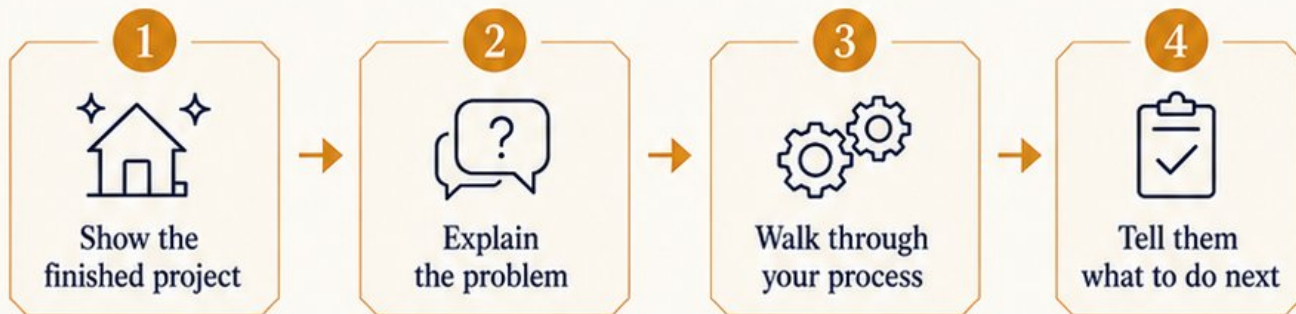 1
Show the
finished project
2
?
Explain
the problem
3
Walk through
your process
4
Tell them
what to do next